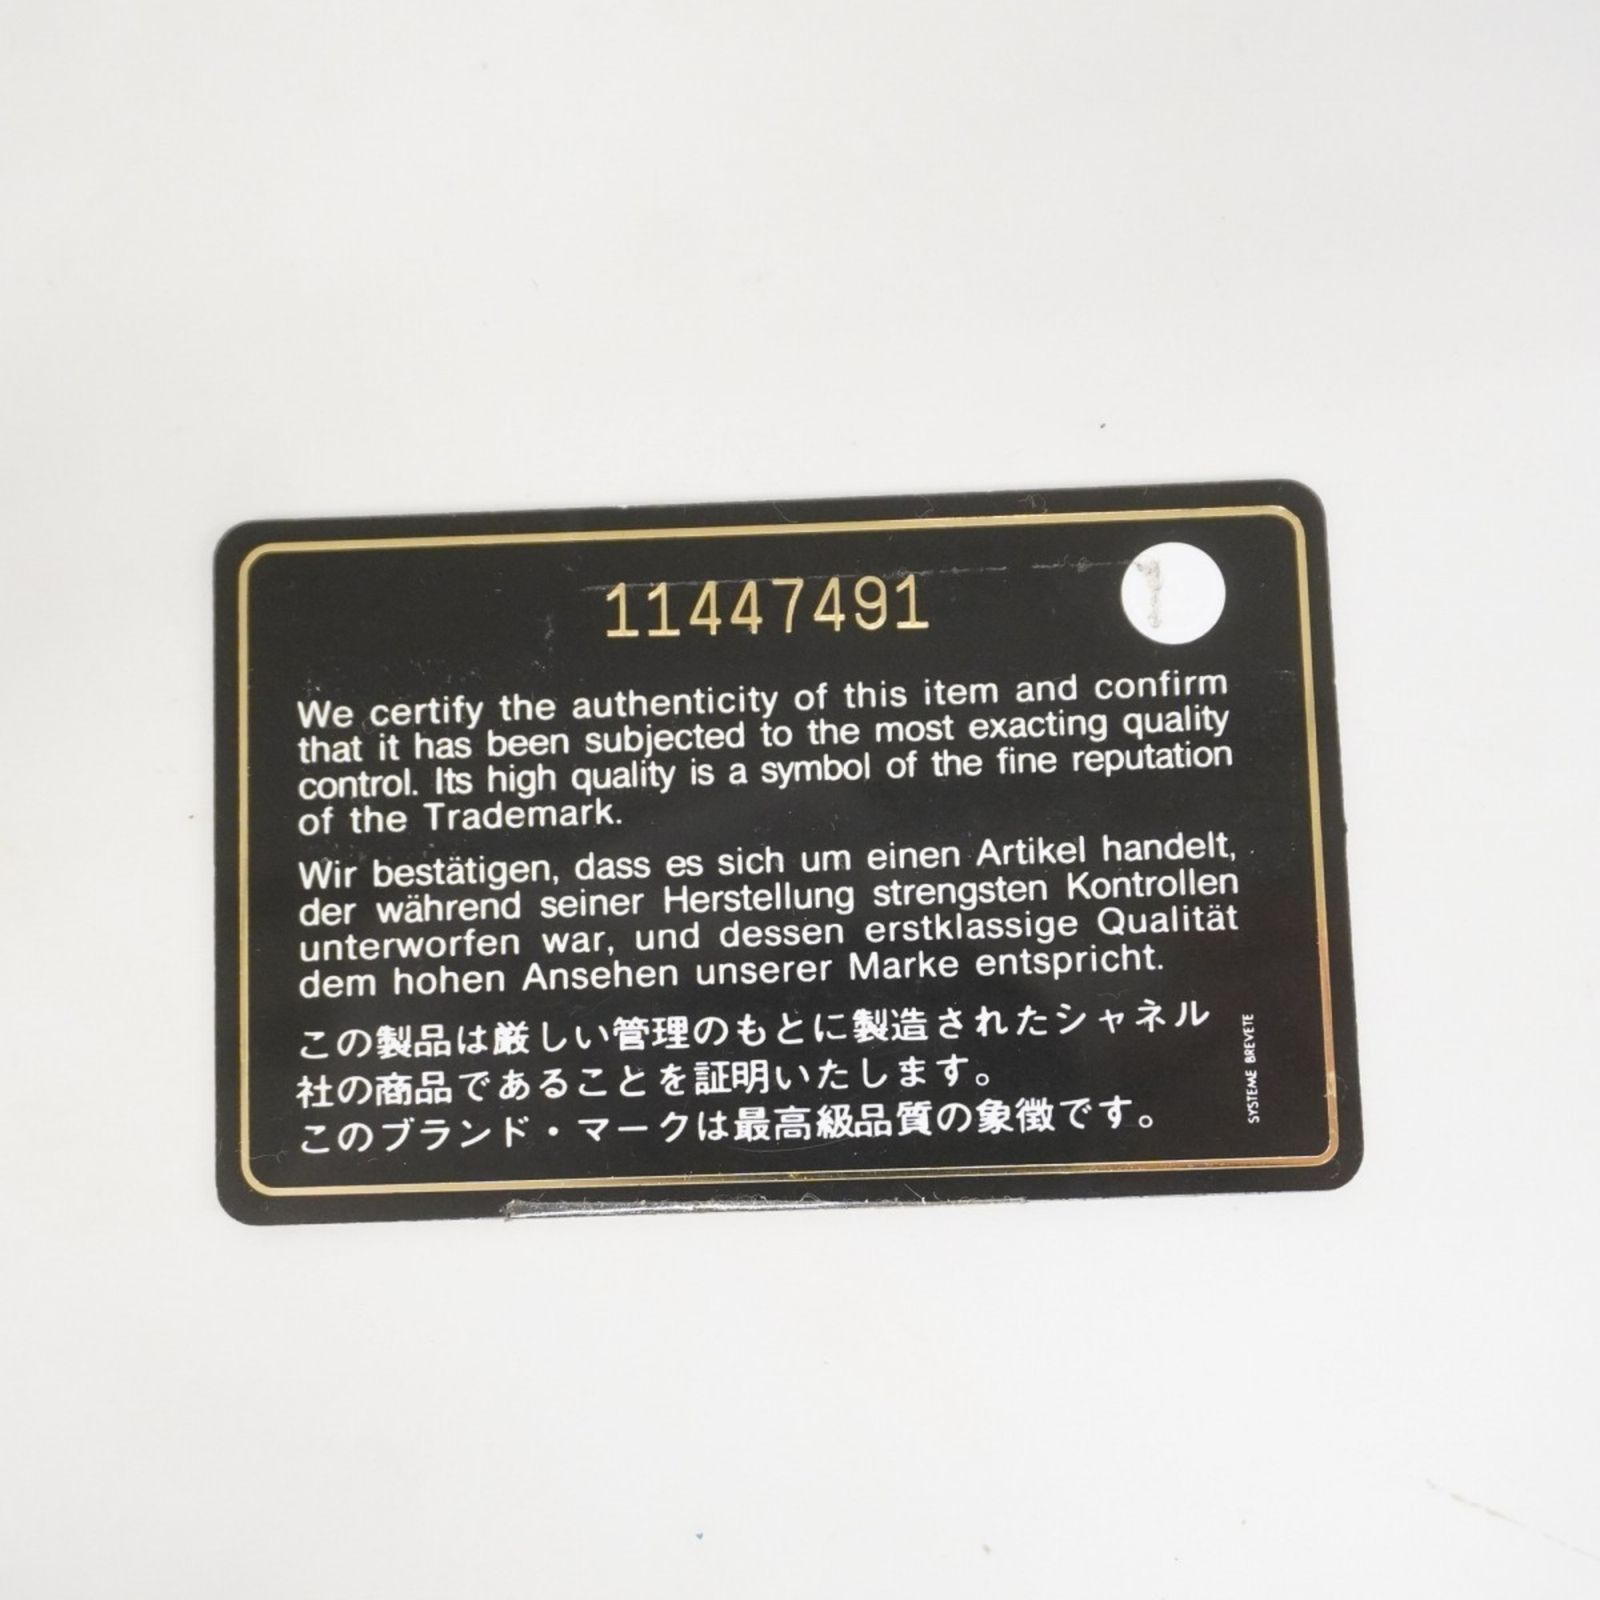 11447491
We certify the authenticity of this item and confirm
that it has been subjected to the most exacting quality
control. Its high quality is a symbol of the fine reputation
of the Trademark.
Wir bestätigen, dass es sich um einen Artikel handelt,
der während seiner Herstellung strengsten Kontrollen
unterworfen war, und dessen erstklassige Qualität
dem hohen Ansehen unserer Marke entspricht.
この製品は厳しい管理のもとに製造されたシャネル
社の商品であることを証明いたします。
このブランド・マークは最高級品質の象徴です。
SYSTEME BREVETE